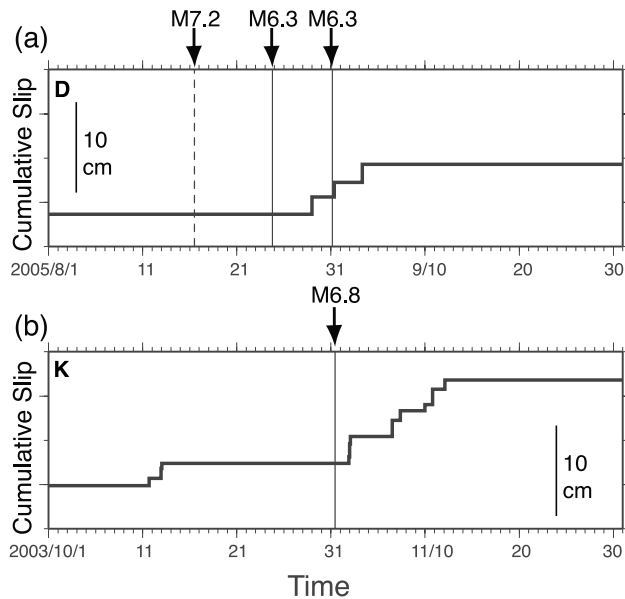 (a)
M7.2 M6.3 M6.3
D
10
cm
Cumulative Slip
2005/8/1 11 21 31 9/10 20 30
(b)
M6.8
K
10
cm
Cumulative Slip
2003/10/1 11 21 31 11/10 20 30
Time